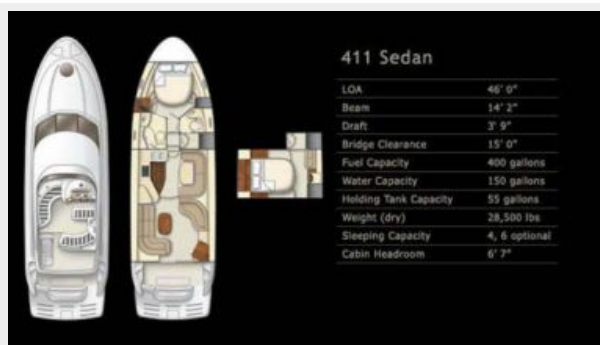 411 Sedan
LOA 46' 0"
Beam 14' 2"
Draft 3' 9"
Bridge Clearance 15' 0"
Fuel Capacity 400 gallons
Water Capacity 150 gallons
Holding Tank Capacity 55 gallons
Weight (dry) 28,500 lbs
Sleeping Capacity 4, 6 optional
Cabin Headroom 6' 7"